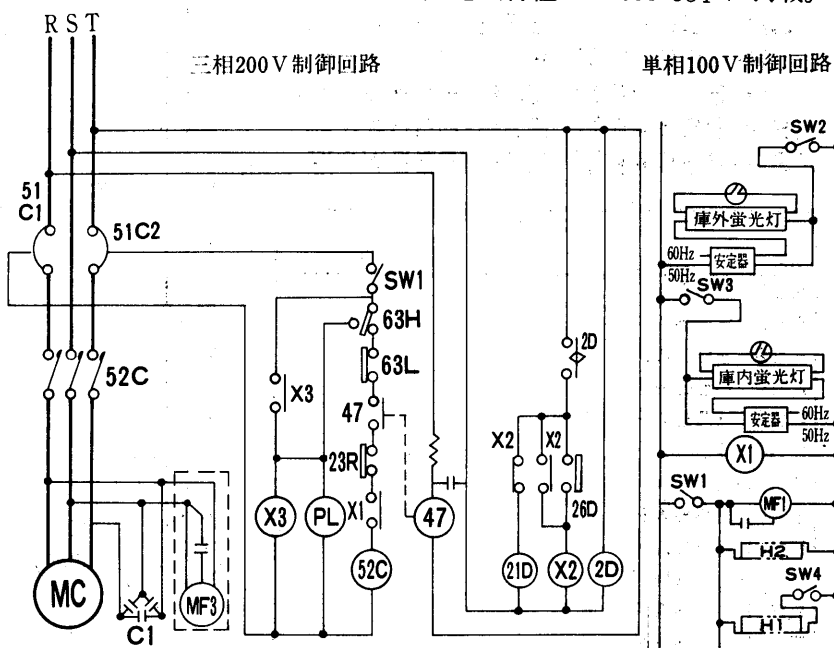 R S T
三相200V制御回路
単相100V制御回路
SW2
51
C1
51C2
庫外蛍光灯
60Hz
50Hz
安定器
SW3
SW1
63H
63L
2D
52C
X3
47
庫内蛍光灯
安定器
60Hz
50Hz
X2
X2
23R
X1
SW1
X1
26D
MF1
X3
PL
47
52C
21D
X2
2D
H2
SW4
H1
MC
C1
MF3